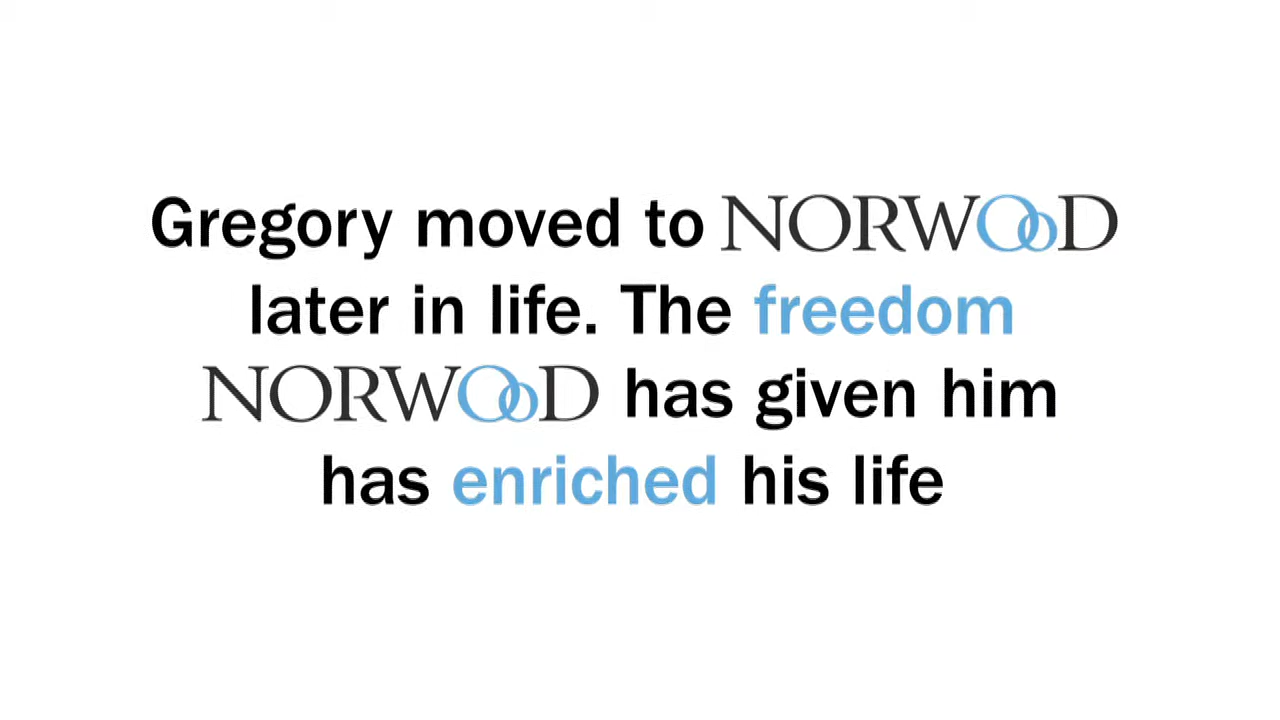 Gregory moved to NORWOOD
later in life. The freedom
NORWOOD has given him
has enriched his life